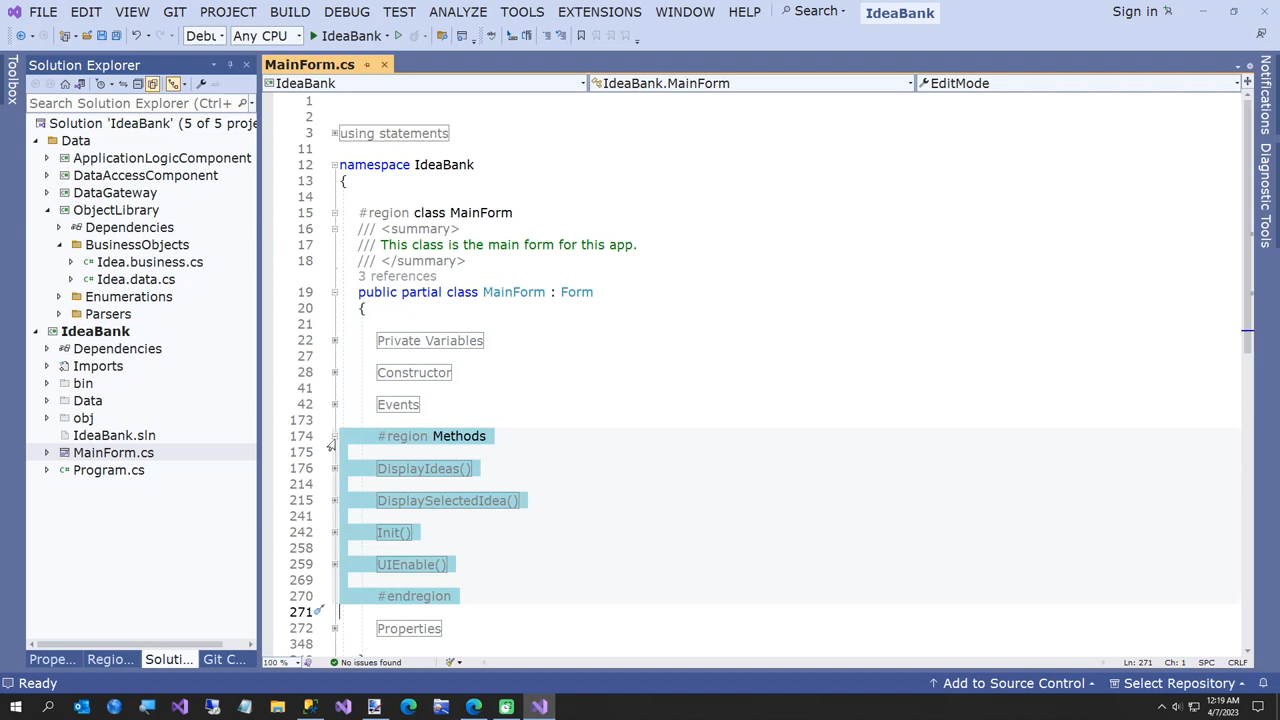 FILE EDIT VIEW GIT PROJECT BUILD DEBUG TEST ANALYZE TOOLS EXTENSIONS WINDOW HELP Search IdeaBank Sign in
Debu Any CPU IdeaBank
Toolbox
Solution Explorer
Search Solution Explorer (Ctrl+
Solution 'IdeaBank' (5 of 5 proje
Data
ApplicationLogicComponent
DataAccessComponent
DataGateway
ObjectLibrary
Dependencies
BusinessObjects
Idea.business.cs
Idea.data.cs
Enumerations
Parsers
IdeaBank
Dependencies
Imports
bin
Data
obj
IdeaBank.sln
MainForm.cs
Program.cs
Prope... Regio... Soluti... Git C...
MainForm.cs
IdeaBank IdeaBank.MainForm EditMode
1
2
3 using statements
11
12 namespace IdeaBank
13 {
14
15 #region class MainForm
16 /// <summary>
17 /// This class is the main form for this app.
18 /// </summary>
3 references
19 public partial class MainForm : Form
20 {
21
22 Private Variables
27
28 Constructor
41
42 Events
173
174 #region Methods
175
176 DisplayIdeas()
214
215 DisplaySelectedIdea()
241
242 Init()
258
259 UIEnable()
269
270 #endregion
271
272 Properties
348
100 % No issues found Ln: 271 Ch: 1 SPC CRLF
Notifications
Diagnostic Tools
Ready Add to Source Control Select Repository
12:19 AM
4/7/2023